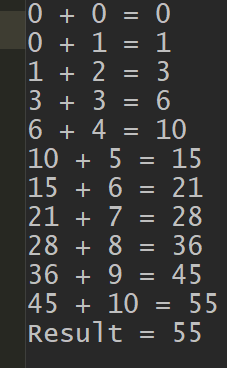 0 + 0 = 0
0 + 1 = 1
1 + 2 = 3
3 + 3 = 6
6 + 4 = 10
10 + 5 = 15
15 + 6 = 21
21 + 7 = 28
28 + 8 = 36
36 + 9 = 45
45 + 10 = 55
Result = 55